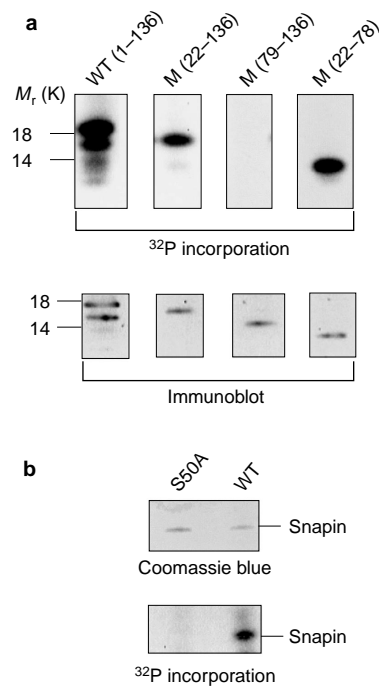 a
WT (1–136)
M (22–136)
M (79–136)
M (22–78)
Mr (K)
18
14
32P incorporation
18
14
Immunoblot
b
S50A
WT
Snapin
Coomassie blue
Snapin
32P incorporation